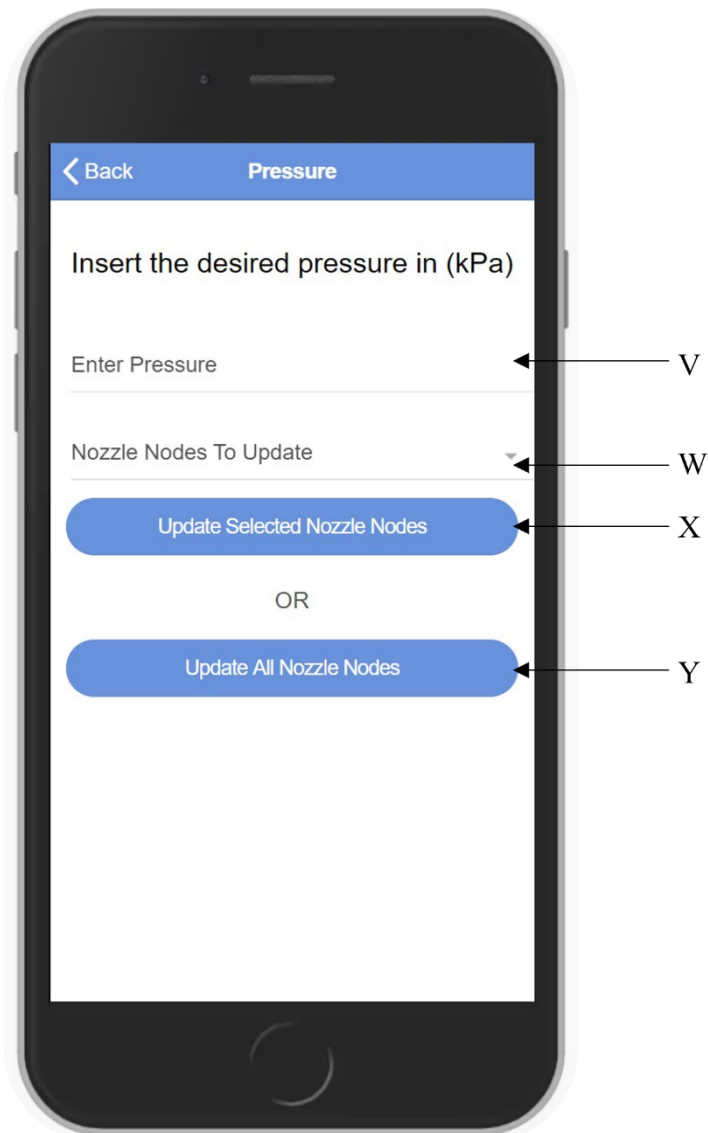 Back Pressure
Insert the desired pressure in (kPa)
Enter Pressure
V
Nozzle Nodes To Update
W
Update Selected Nozzle Nodes
X
OR
Update All Nozzle Nodes
Y